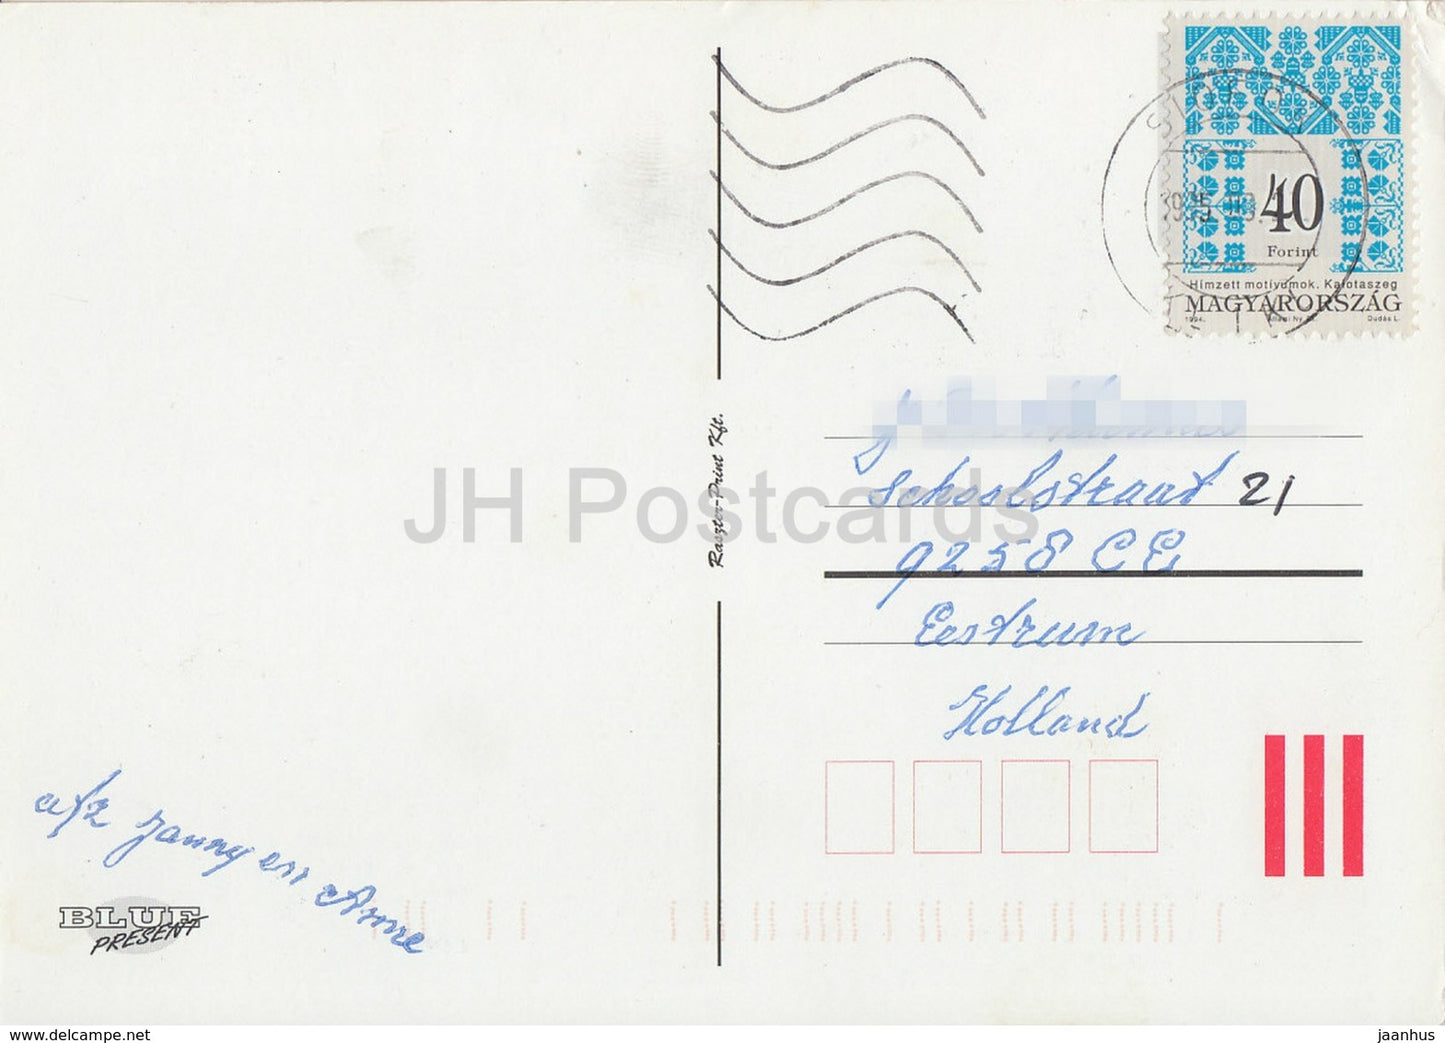 SIÓFOK
40
Forint
Hímzett motívumok. Kalotaszeg
MAGYARORSZÁG
1994.
Dudás L.
Raszter-Print Kft.
JH Postcards
Schoolstraat 21
9258 CE
Eestrum
Holland
a/z Janny en Anne
BLUE
PRESENT
www.delcampe.net
jaanhus